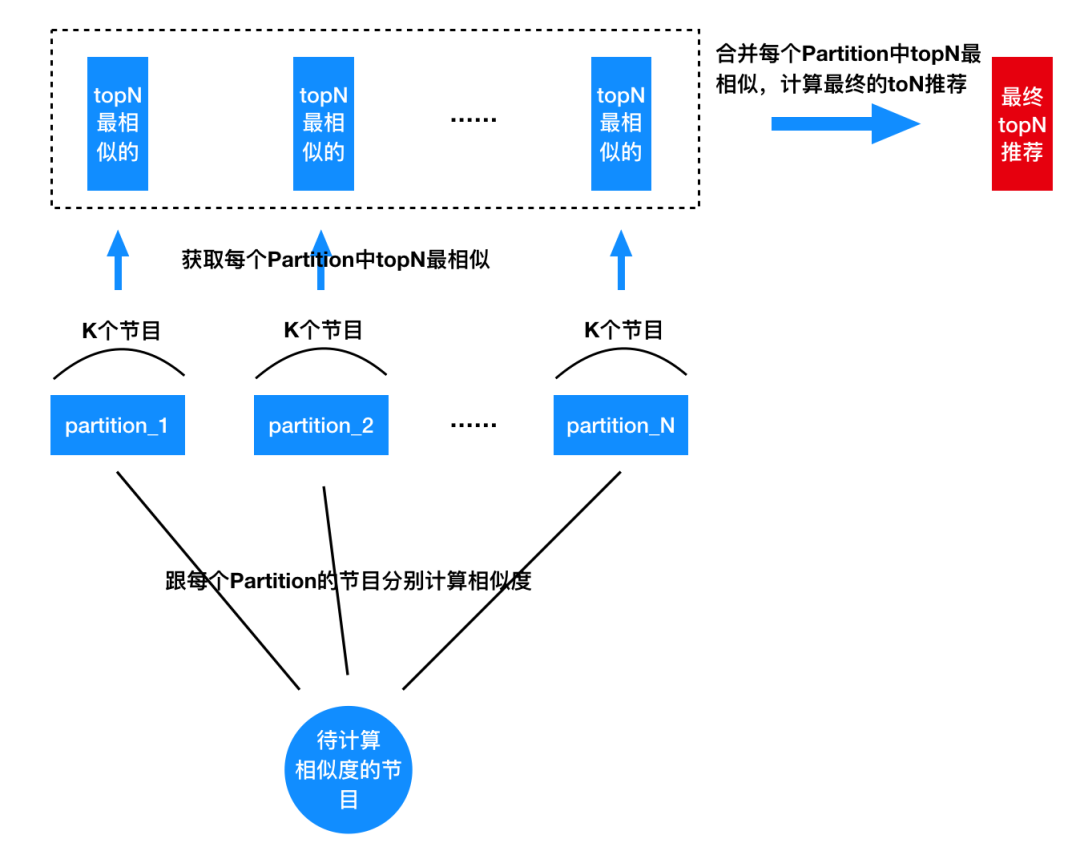 topN
最相
似的
topN
最相
似的
......
topN
最相
似的
合并每个Partition中topN最
相似，计算最终的toN推荐
最终
topN
推荐
获取每个Partition中topN最相似
K个节目
K个节目
K个节目
partition_1
partition_2
......
partition_N
跟每个Partition的节目分别计算相似度
待计算
相似度的节
目